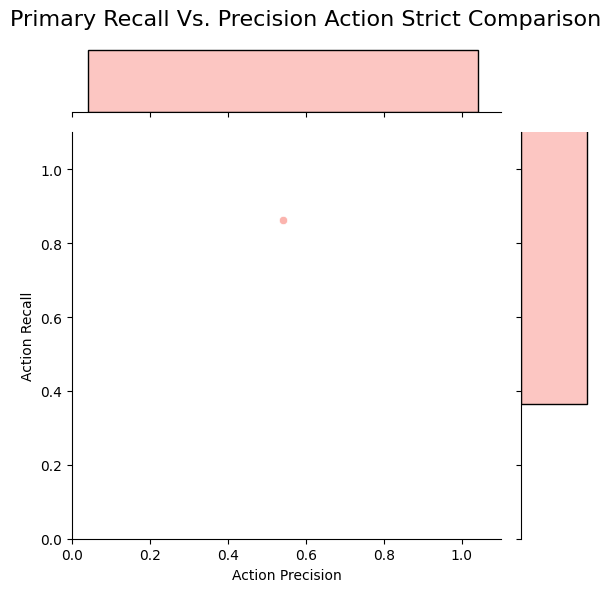 Primary Recall Vs. Precision Action Strict Comparison
1.0
0.8
0.6
0.4
0.2
0.0
Action Recall
0.0 0.2 0.4 0.6 0.8 1.0
Action Precision